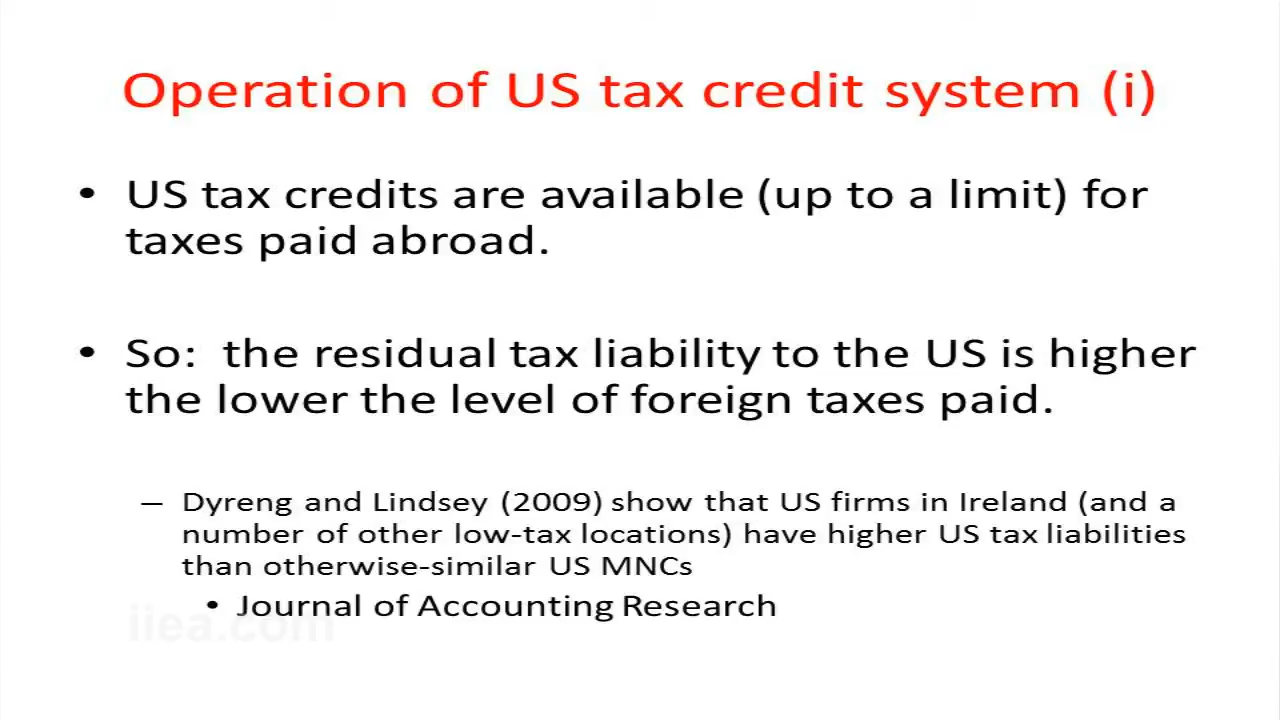 Operation of US tax credit system (i)
• US tax credits are available (up to a limit) for
taxes paid abroad.
• So:  the residual tax liability to the US is higher
the lower the level of foreign taxes paid.
– Dyreng and Lindsey (2009) show that US firms in Ireland (and a
number of other low-tax locations) have higher US tax liabilities
than otherwise-similar US MNCs
• Journal of Accounting Research
iiea.com